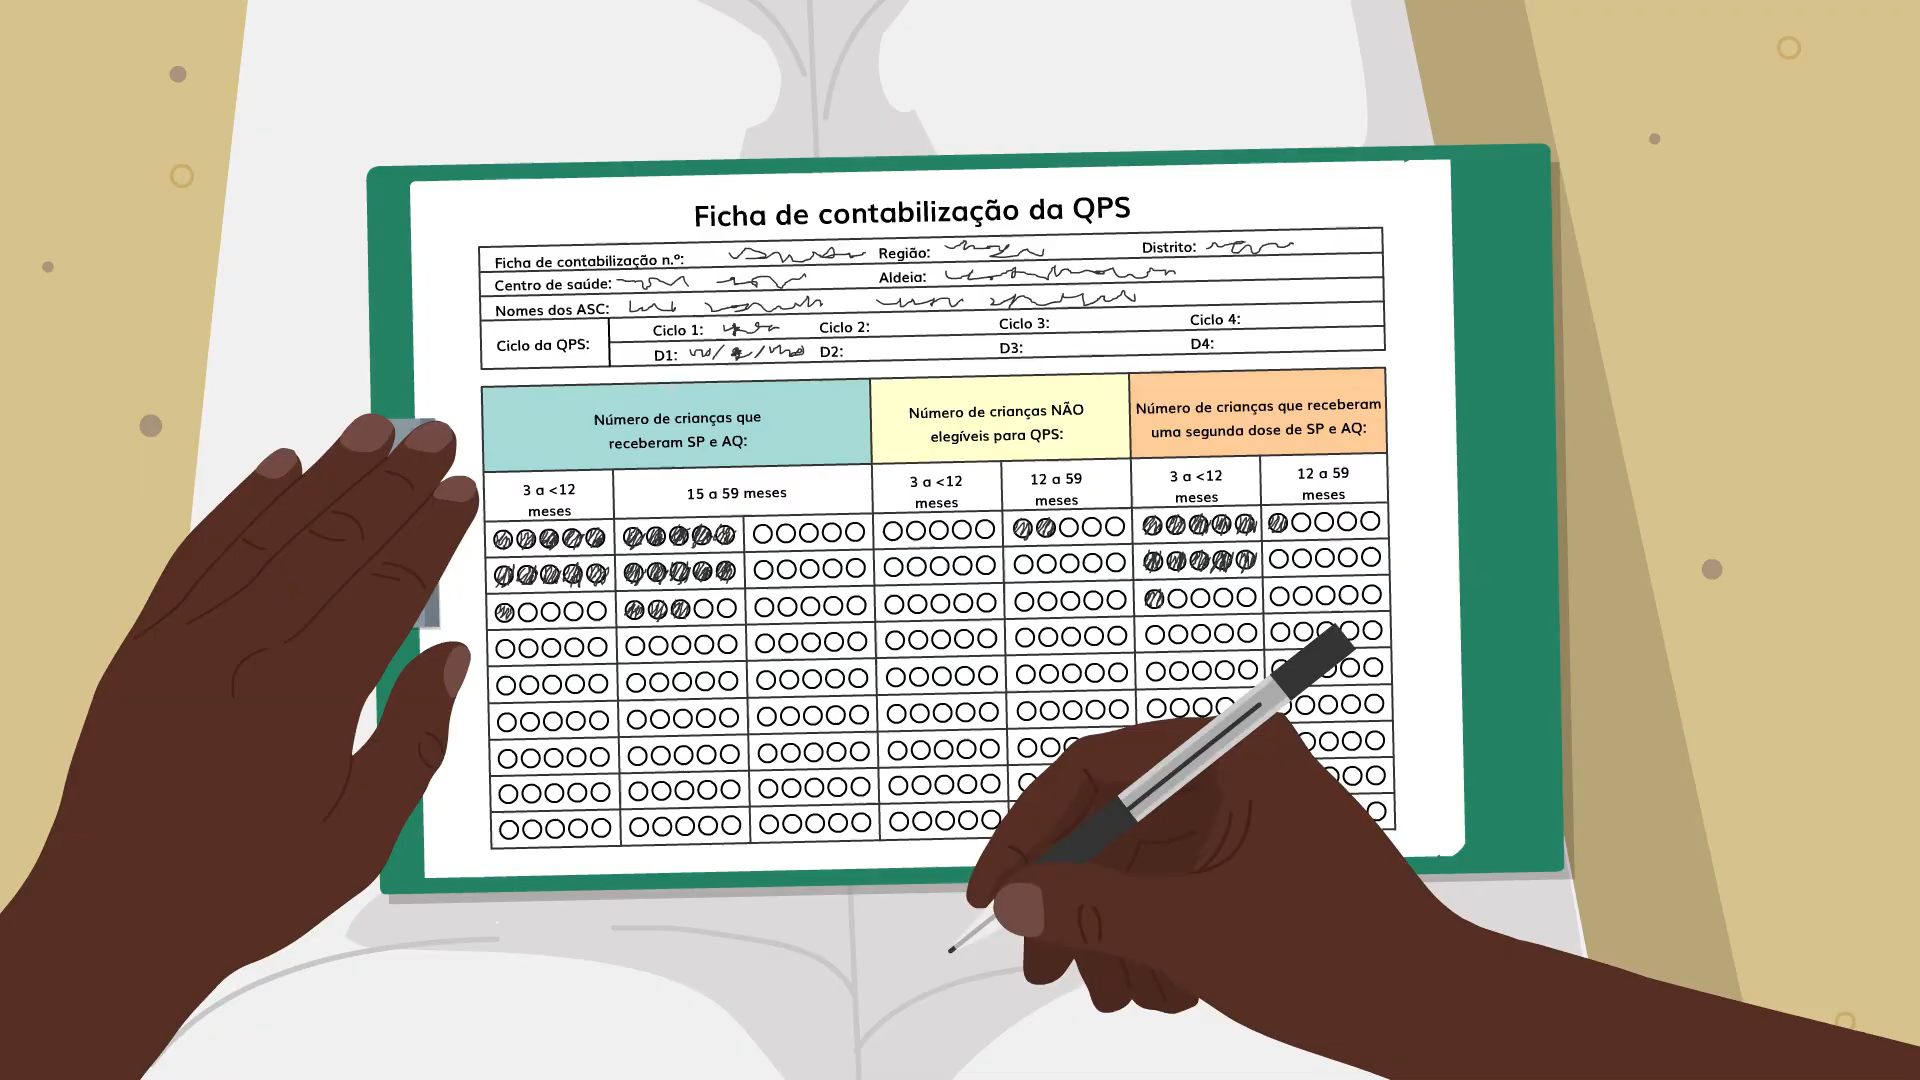 Ficha de contabilização da QPS
Ficha de contabilização n.º: Região: Distrito:
Centro de saúde: Aldeia:
Nomes dos ASC:
Ciclo da QPS: Ciclo 1: Ciclo 2: Ciclo 3: Ciclo 4:
D1: D2: D3: D4:
Número de crianças que receberam SP e AQ:
Número de crianças NÃO elegíveis para QPS:
Número de crianças que receberam uma segunda dose de SP e AQ:
3 a <12 meses
15 a 59 meses
3 a <12 meses
12 a 59 meses
3 a <12 meses
12 a 59 meses